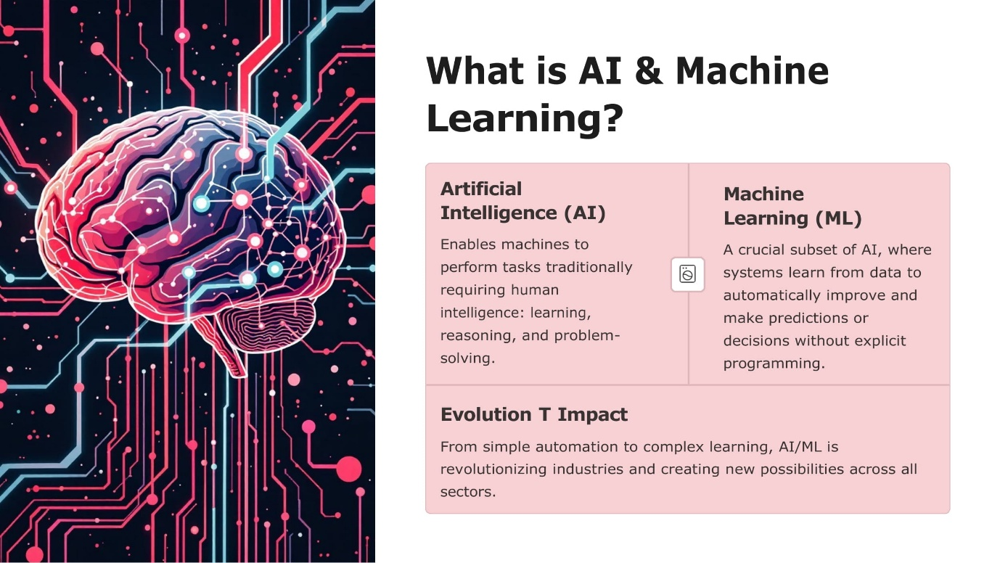 What is AI & Machine
Learning?
Artificial
Intelligence (AI)
Enables machines to
perform tasks traditionally
requiring human
intelligence: learning,
reasoning, and problem-
solving.
Machine
Learning (ML)
A crucial subset of AI, where
systems learn from data to
automatically improve and
make predictions or
decisions without explicit
programming.
Evolution T Impact
From simple automation to complex learning, AI/ML is
revolutionizing industries and creating new possibilities across all
sectors.